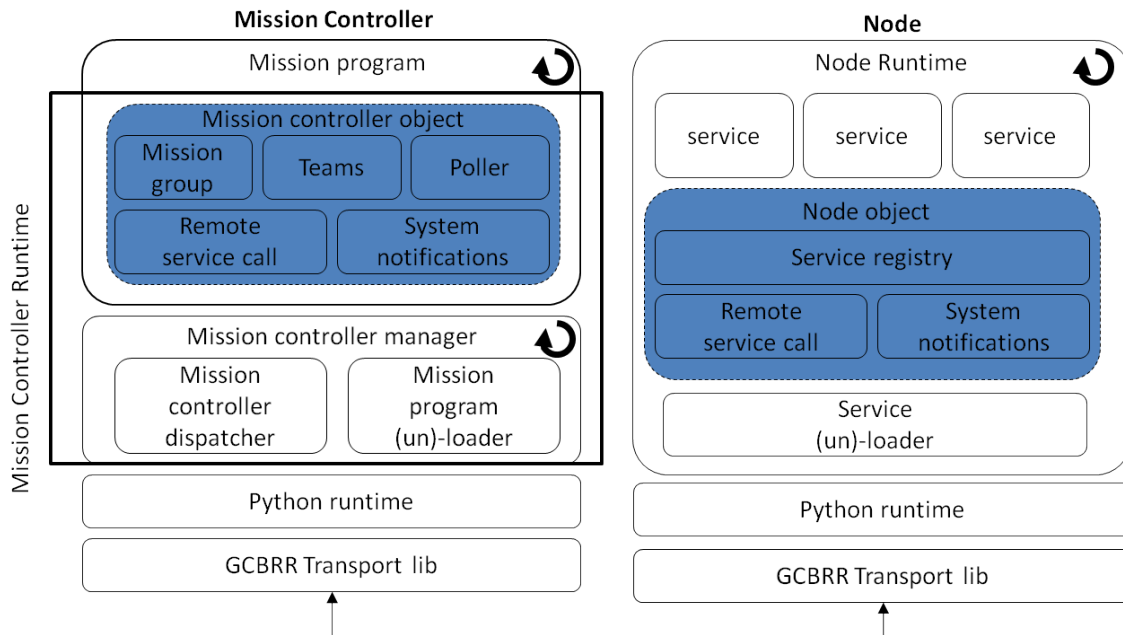 Mission Controller
Mission program
Mission controller object
Mission
group
Teams
Poller
Remote
service call
System
notifications
Mission controller manager
Mission
controller
dispatcher
Mission
program
(un)-loader
Mission Controller Runtime
Python runtime
GCBRR Transport lib
Node
Node Runtime
service
service
service
Node object
Service registry
Remote
service call
System
notifications
Service
(un)-loader
Python runtime
GCBRR Transport lib